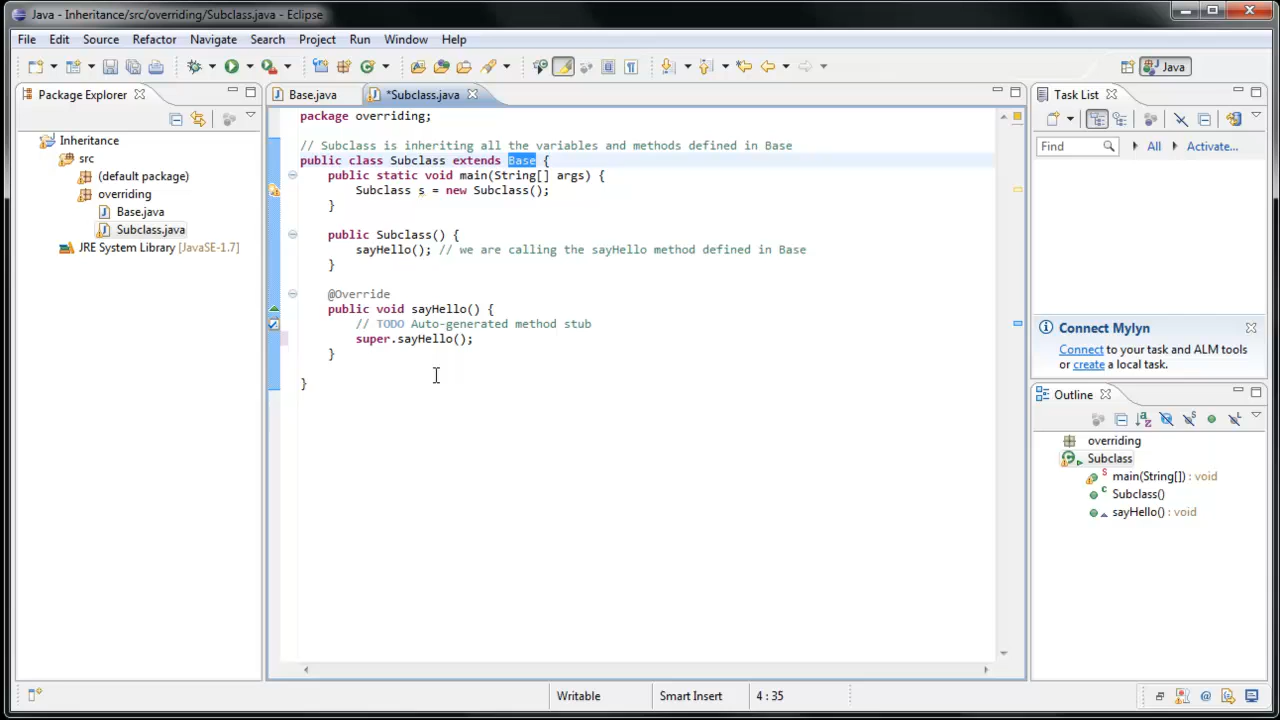 Java - Inheritance/src/overriding/Subclass.java - Eclipse
File Edit Source Refactor Navigate Search Project Run Window Help
Java
Package Explorer
Inheritance
src
(default package)
overriding
Base.java
Subclass.java
JRE System Library [JavaSE-1.7]
Base.java
*Subclass.java
package overriding;
// Subclass is inheriting all the variables and methods defined in Base
public class Subclass extends Base {
public static void main(String[] args) {
Subclass s = new Subclass();
}
public Subclass() {
sayHello(); // we are calling the sayHello method defined in Base
}
@Override
public void sayHello() {
// TODO Auto-generated method stub
super.sayHello();
}
}
Task List
Find
All
Activate...
Connect Mylyn
Connect to your task and ALM tools
or create a local task.
Outline
overriding
Subclass
main(String[]) : void
Subclass()
sayHello() : void
Writable
Smart Insert
4 : 35